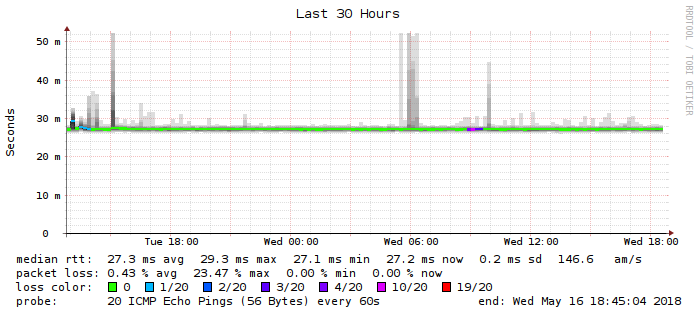 Last 30 Hours
RRDTOOL / TOBI OETIKER
Seconds
50 m
40 m
30 m
20 m
10 m
0
Tue 18:00 Wed 00:00 Wed 06:00 Wed 12:00 Wed 18:00
median rtt: 27.3 ms avg 29.3 ms max 27.1 ms min 27.2 ms now 0.2 ms sd 146.6 am/s
packet loss: 0.43 % avg 23.47 % max 0.00 % min 0.00 % now
loss color: 0 1/20 2/20 3/20 4/20 10/20 19/20
probe: 20 ICMP Echo Pings (56 Bytes) every 60s end: Wed May 16 18:45:04 2018